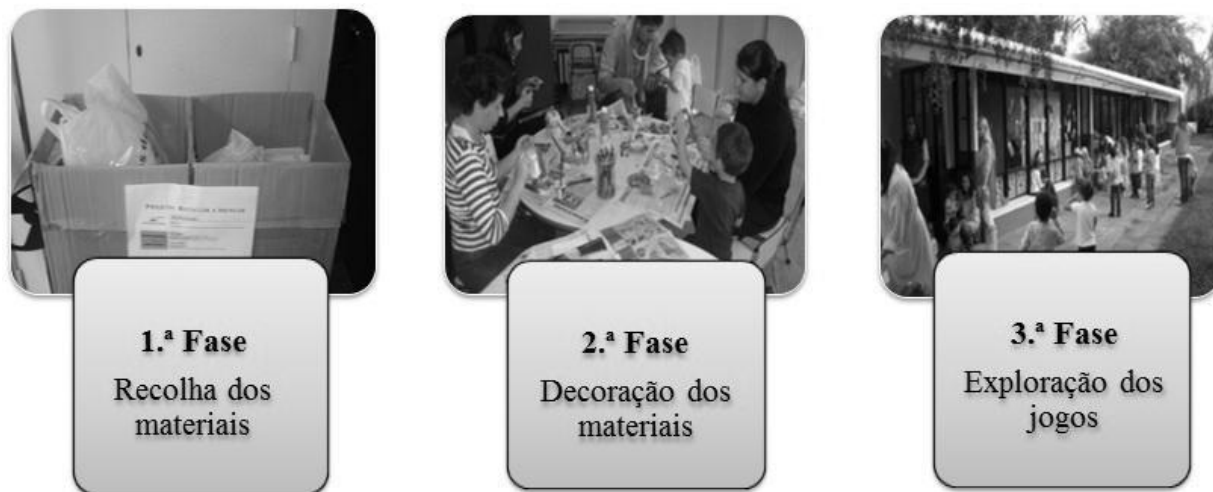 1.ª Fase
Recolha dos
materiais
2.ª Fase
Decoração dos
materiais
3.ª Fase
Exploração dos
jogos